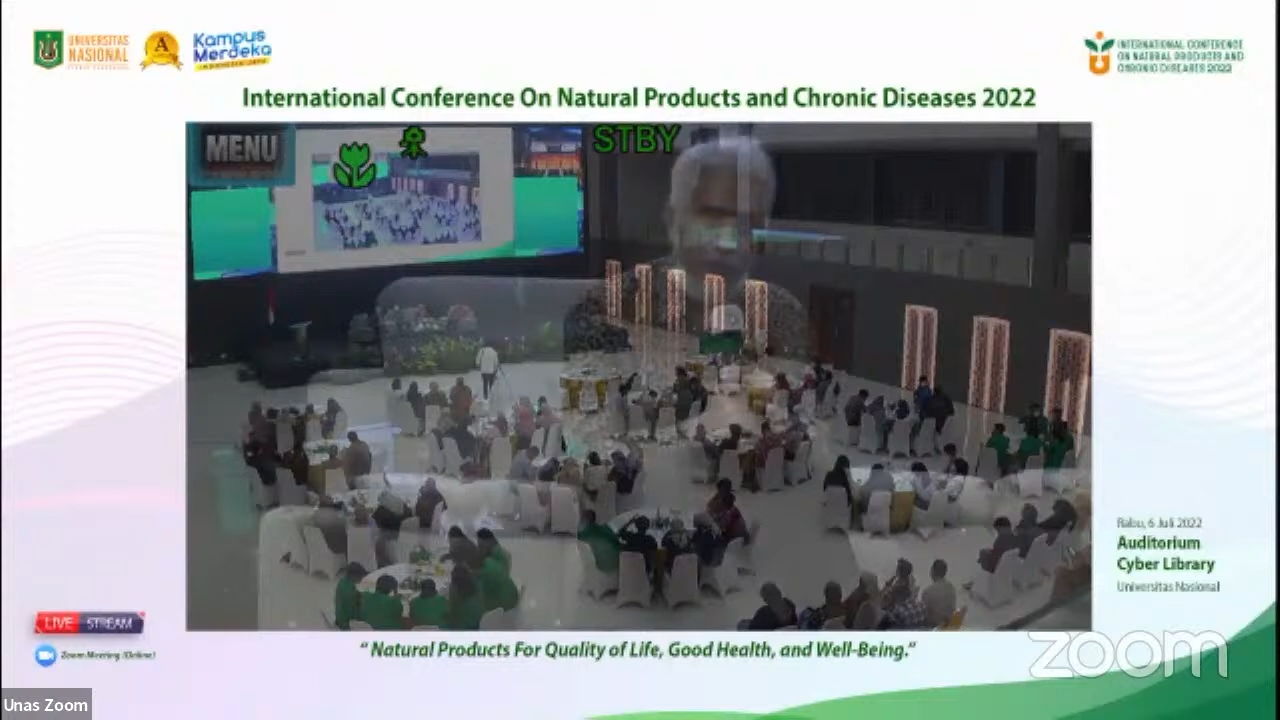 UNIVERSITAS
NASIONAL
A
Kampus
Merdeka
INDONESIA JAYA
INTERNATIONAL CONFERENCE
ON NATURAL PRODUCTS AND
CHRONIC DISEASES 2022
International Conference On Natural Products and Chronic Diseases 2022
MENU
STBY
Rabu, 6 Juli 2022
Auditorium
Cyber Library
Universitas Nasional
LIVE STREAM
Zoom Meeting (Online)
“ Natural Products For Quality of Life, Good Health, and Well-Being.”
zoom
Unas Zoom